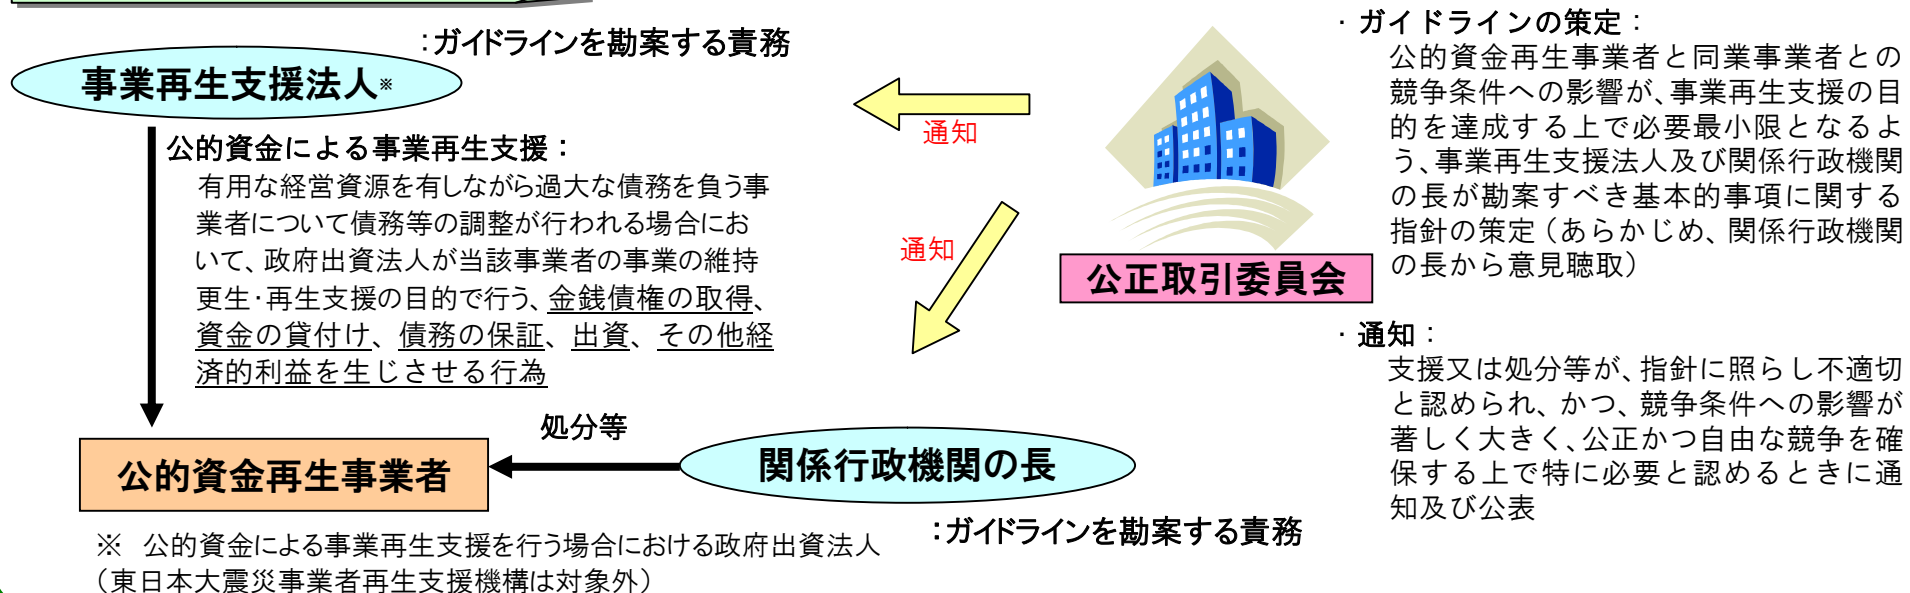 ：ガイドラインを勘案する責務
事業再生支援法人※
公的資金による事業再生支援：
有用な経営資源を有しながら過大な債務を負う事
業者について債務等の調整が行われる場合にお
いて、政府出資法人が当該事業者の事業の維持
更生・再生支援の目的で行う、金銭債権の取得、
資金の貸付け、債務の保証、出資、その他経
済的利益を生じさせる行為
通知
通知
公正取引委員会
処分等
公的資金再生事業者
関係行政機関の長
：ガイドラインを勘案する責務
※　公的資金による事業再生支援を行う場合における政府出資法人
（東日本大震災事業者再生支援機構は対象外）
・ガイドラインの策定：
公的資金再生事業者と同業事業者との
競争条件への影響が、事業再生支援の目
的を達成する上で必要最小限となるよ
う、事業再生支援法人及び関係行政機関
の長が勘案すべき基本的事項に関する
指針の策定（あらかじめ、関係行政機関
の長から意見聴取）
・通知：
支援又は処分等が、指針に照らし不適切
と認められ、かつ、競争条件への影響が
著しく大きく、公正かつ自由な競争を確
保する上で特に必要と認めるときに通
知及び公表